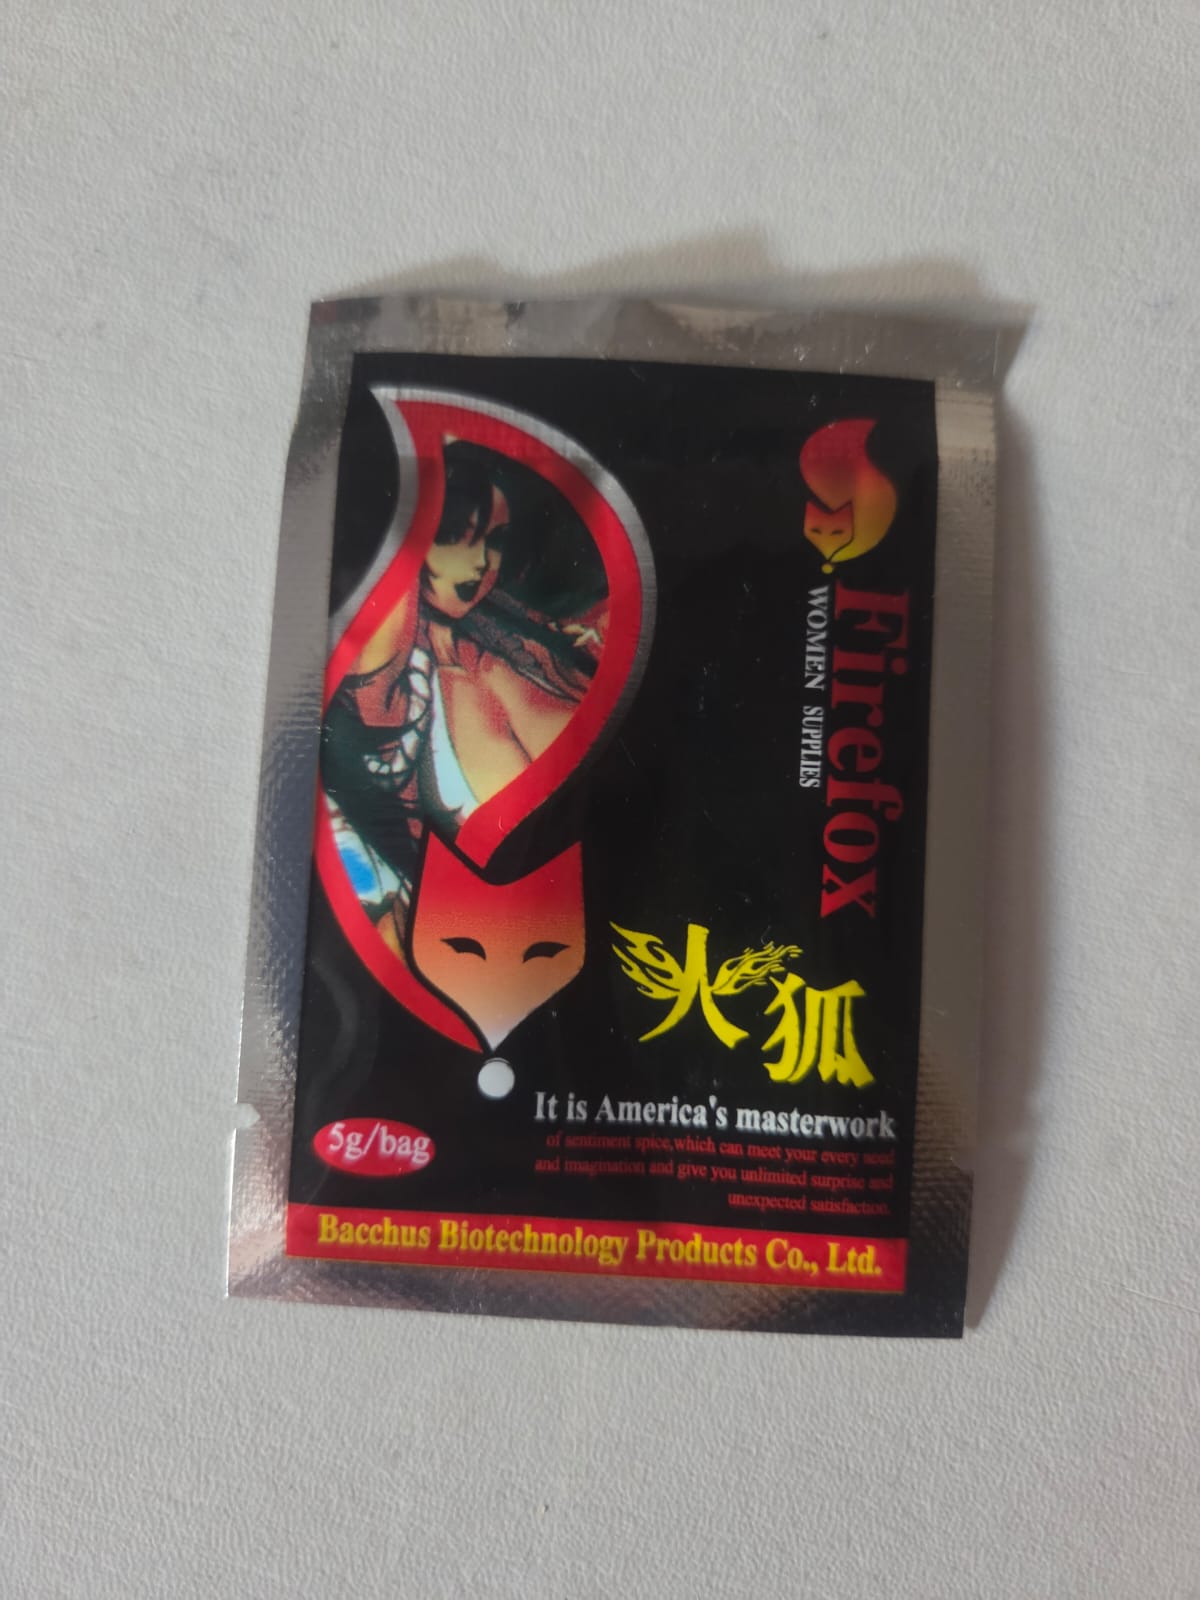 Firefox
WOMEN SUPPLIES
火狐
It is America's masterwork
of sentiment spice,which can meet your every need
and imagination and give you unlimited surprise and
unexpected satisfaction.
5g/bag
Bacchus Biotechnology Products Co., Ltd.